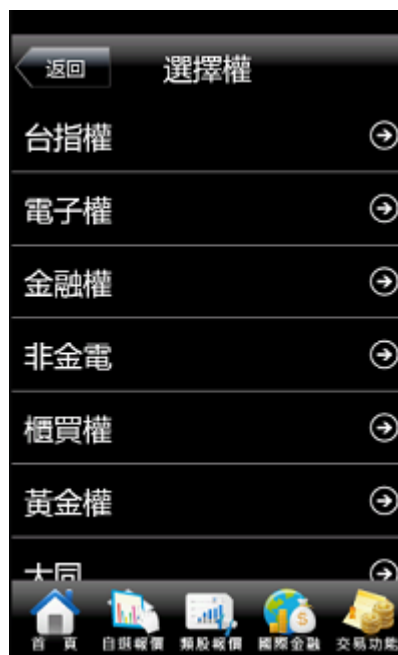 返回 選擇權
台指權
電子權
金融權
非金電
櫃買權
黃金權
大同
首頁 自選報價 類股報價 國際金融 交易功能